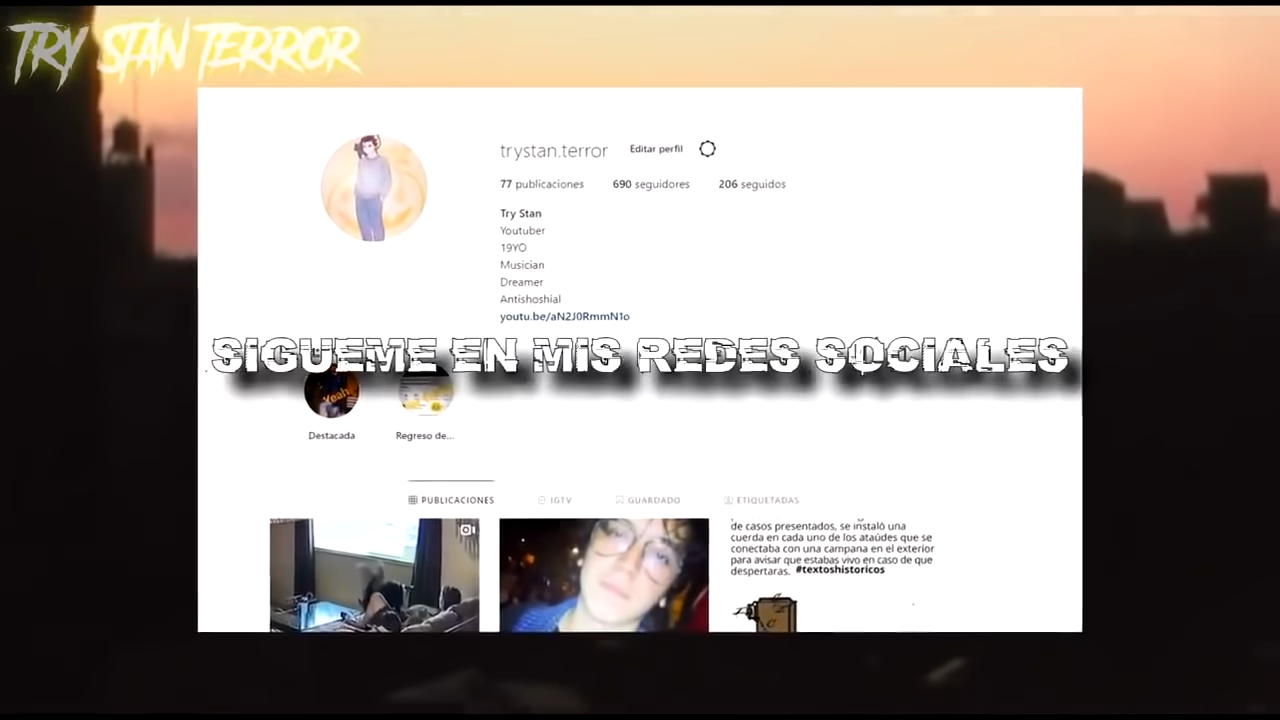 TRY STAN TERROR
trystan.terror Editar perfil
77 publicaciones 690 seguidores 206 seguidos
Try Stan
Youtuber
19YO
Musician
Dreamer
Antishoshial
youtu.be/aN2J0RmmN1o
SIGUEME EN MIS REDES SOCIALES
Yeah
Destacada Regreso de...
PUBLICACIONES IGTV GUARDADO ETIQUETADAS
de casos presentados, se instaló una
cuerda en cada uno de los ataúdes que se
conectaba con una campana en el exterior
para avisar que estabas vivo en caso de que
despertaras. #textoshistoricos